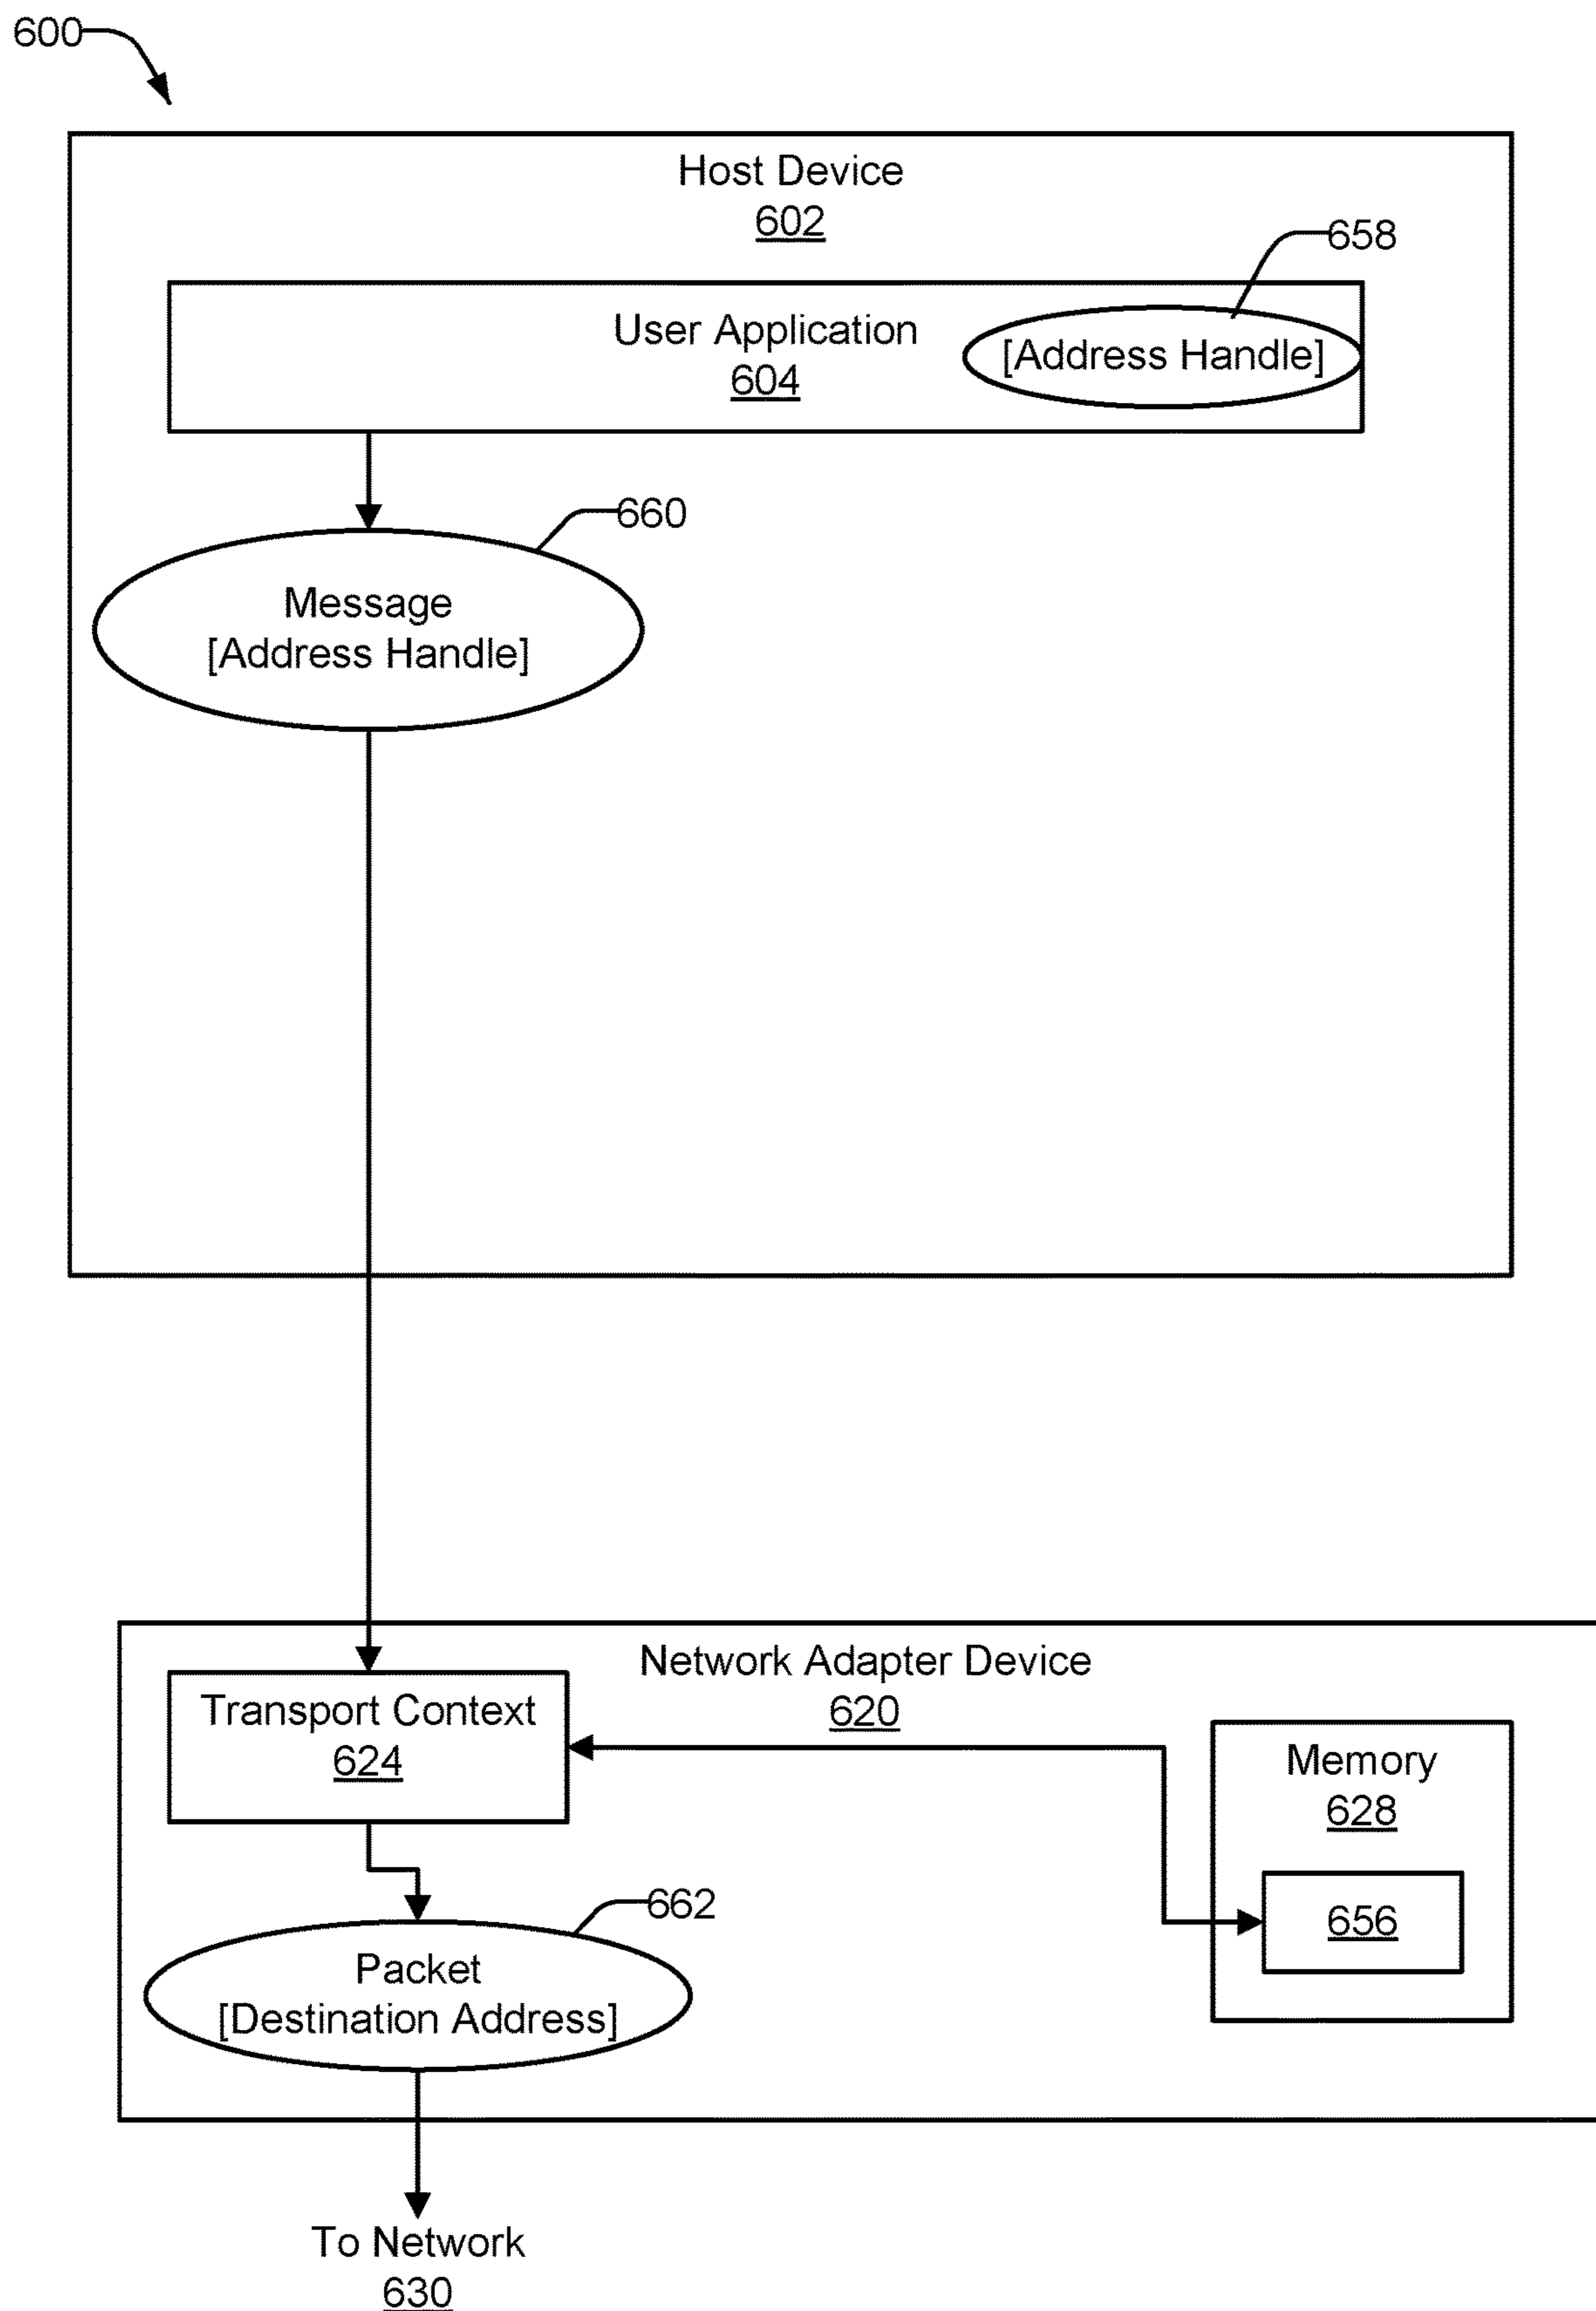 600
Host Device
602
658
User Application
604
[Address Handle]
660
Message
[Address Handle]
Network Adapter Device
620
Transport Context
624
Memory
628
656
662
Packet
[Destination Address]
To Network
630